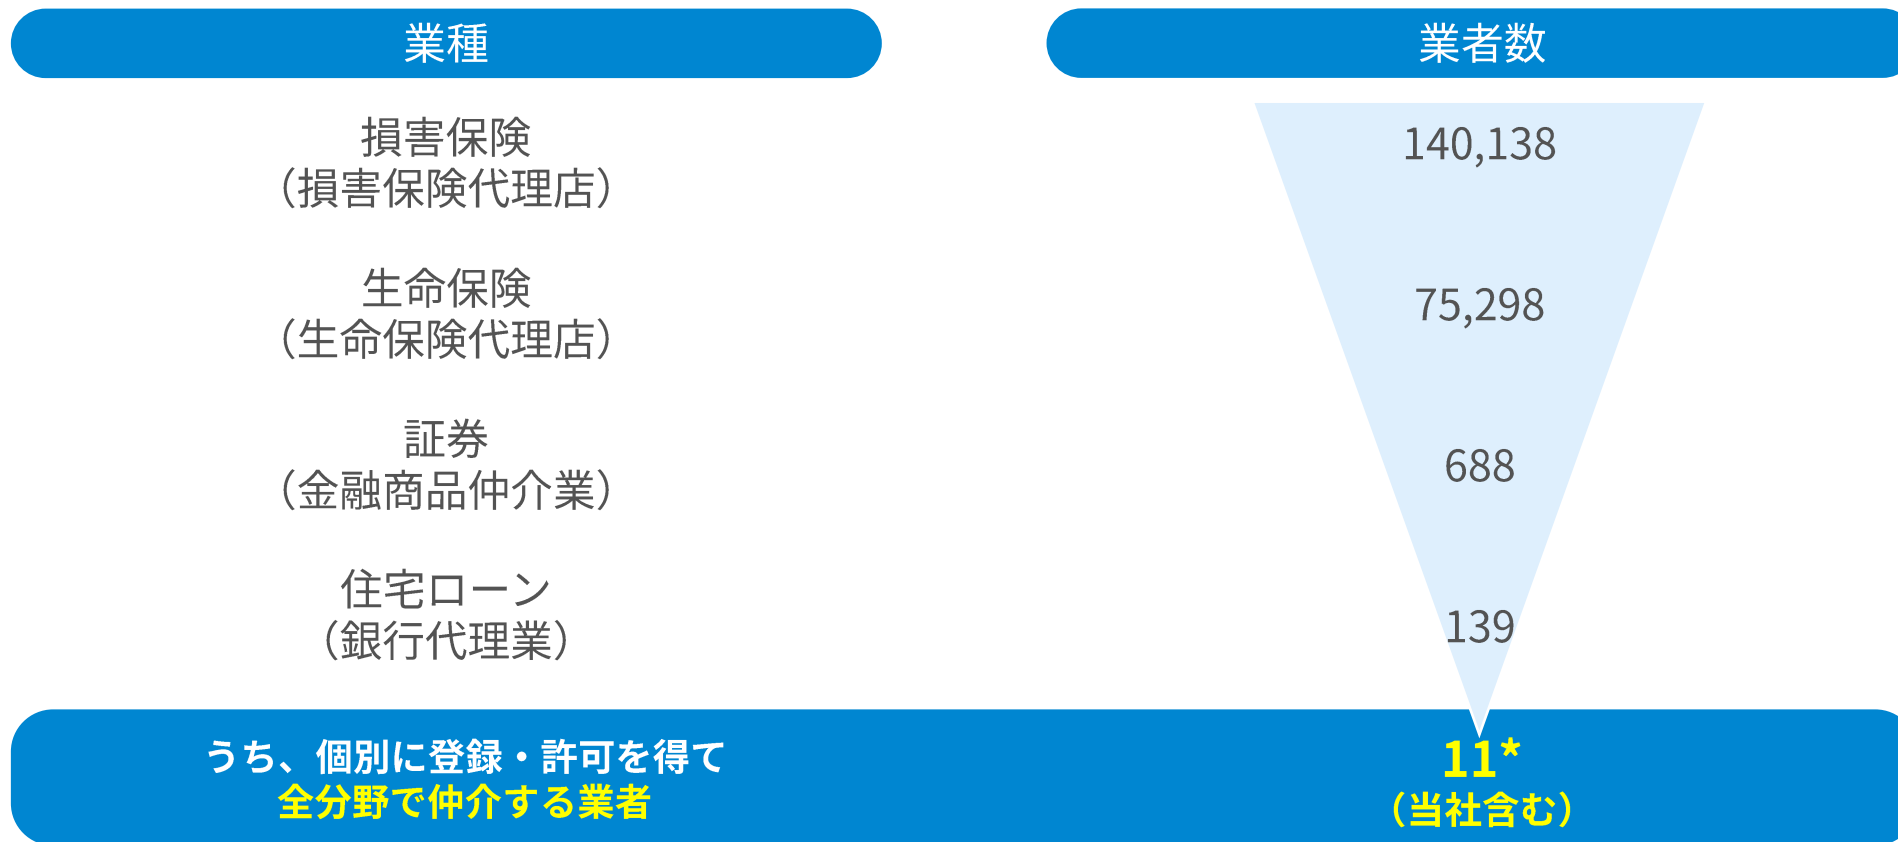 業種
業者数
損害保険
（損害保険代理店）
140,138
生命保険
（生命保険代理店）
75,298
証券
（金融商品仲介業）
688
住宅ローン
（銀行代理業）
139
うち、個別に登録・許可を得て
全分野で仲介する業者
11*
（当社含む）